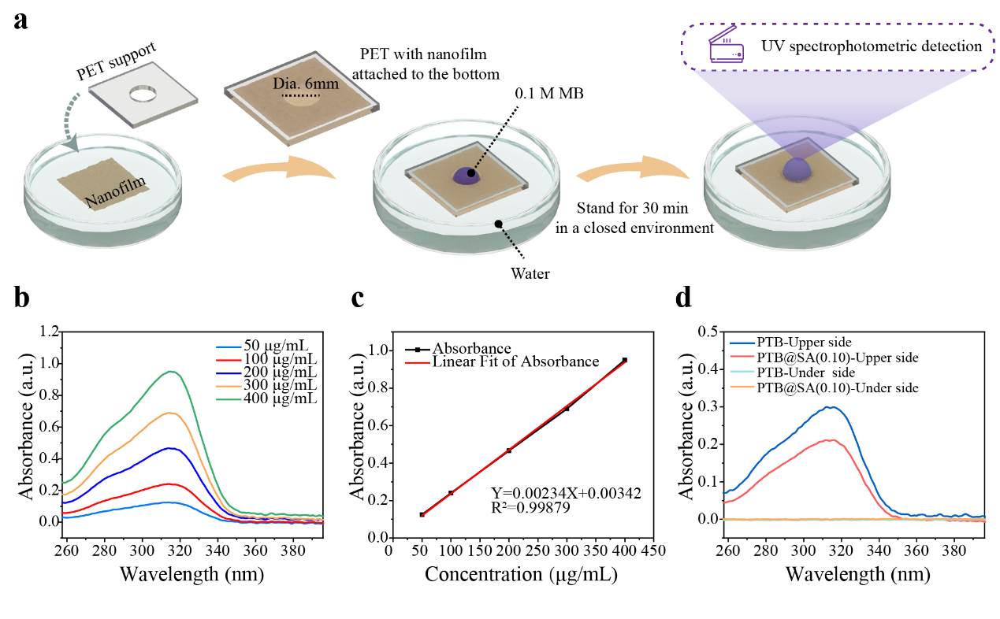 a
PET support
Dia. 6mm
PET with nanofilm
attached to the bottom
0.1 M MB
UV spectrophotometric detection
Nanofilm
Stand for 30 min
in a closed environment
Water
b
1.2
1.0
0.8
0.6
0.4
0.2
0.0
Absorbance (a.u.)
50 µg/mL
100 µg/mL
200 µg/mL
300 µg/mL
400 µg/mL
260 280 300 320 340 360 380
Wavelength (nm)
c
1.0
0.8
0.6
0.4
0.2
0.0
Absorbance (a.u.)
Absorbance
Linear Fit of Absorbance
Y=0.00234X+0.00342
R²=0.99879
0 50 100 150 200 250 300 350 400 450
Concentration (µg/mL)
d
0.5
0.4
0.3
0.2
0.1
0.0
Absorbance (a.u.)
PTB-Upper side
PTB@SA(0.10)-Upper side
PTB-Under side
PTB@SA(0.10)-Under side
260 280 300 320 340 360 380
Wavelength (nm)